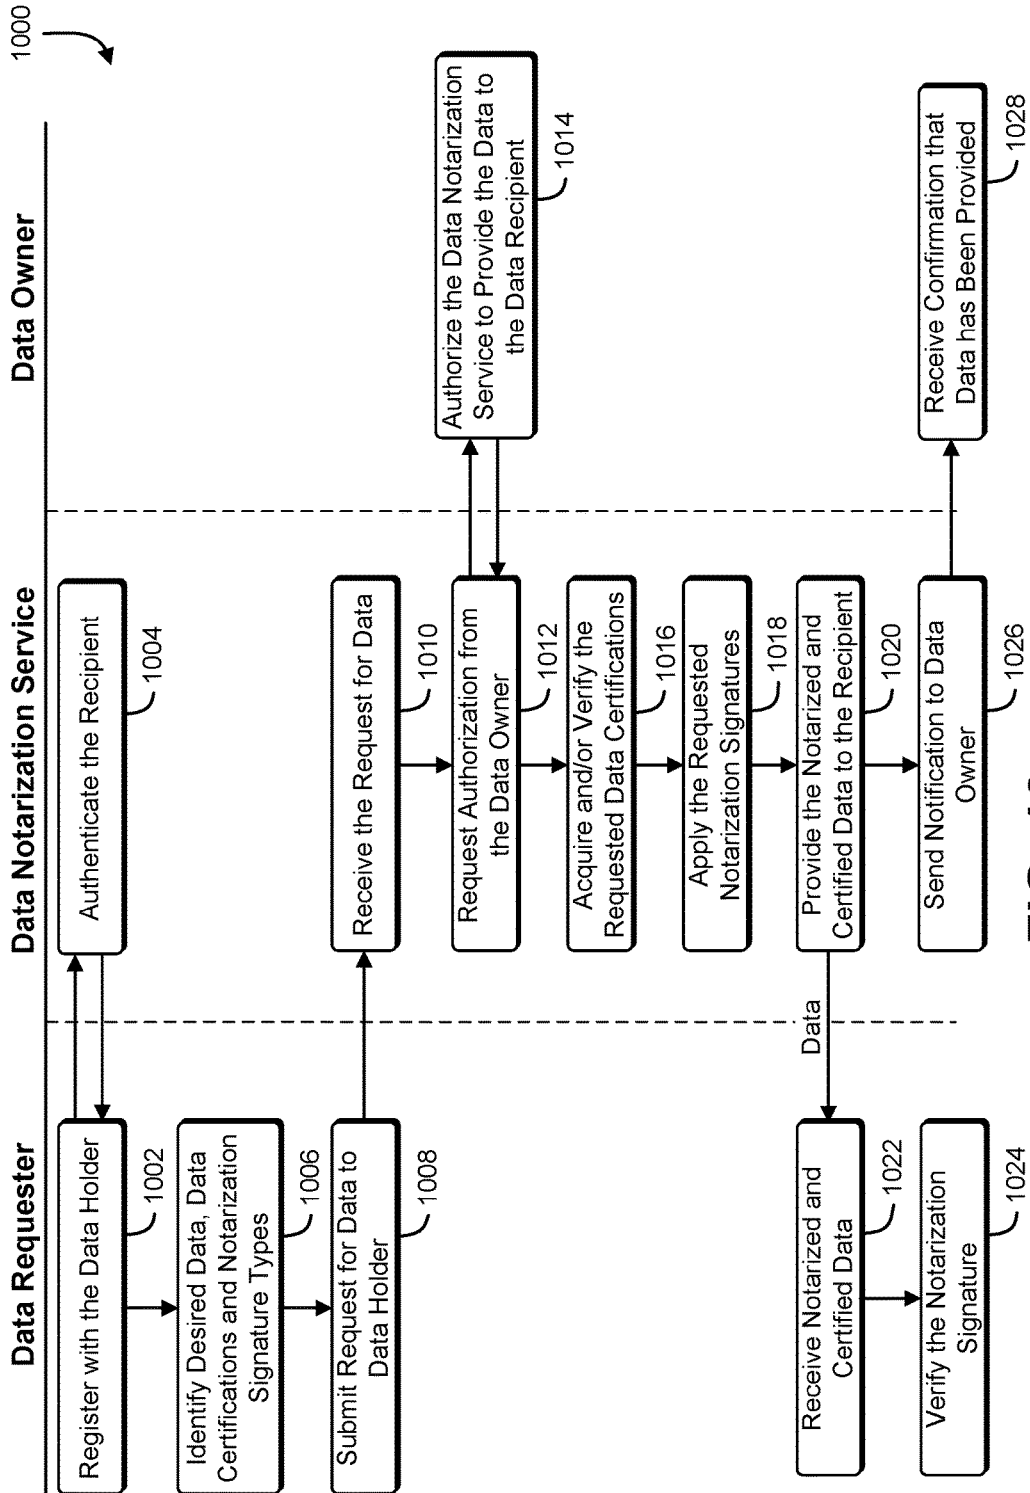 1000
Data Requester
Data Notarization Service
Data Owner
Register with the Data Holder
1002
Authenticate the Recipient
1004
Identify Desired Data, Data
Certifications and Notarization
Signature Types
1006
Submit Request for Data to
Data Holder
1008
Receive the Request for Data
1010
Request Authorization from
the Data Owner
1012
Authorize the Data Notarization
Service to Provide the Data to
the Data Recipient
1014
Acquire and/or Verify the
Requested Data Certifications
1016
Apply the Requested
Notarization Signatures
1018
Provide the Notarized and
Certified Data to the Recipient
1020
Data
Receive Notarized and
Certified Data
1022
Verify the Notarization
Signature
1024
Send Notification to Data
Owner
1026
Receive Confirmation that
Data has Been Provided
1028